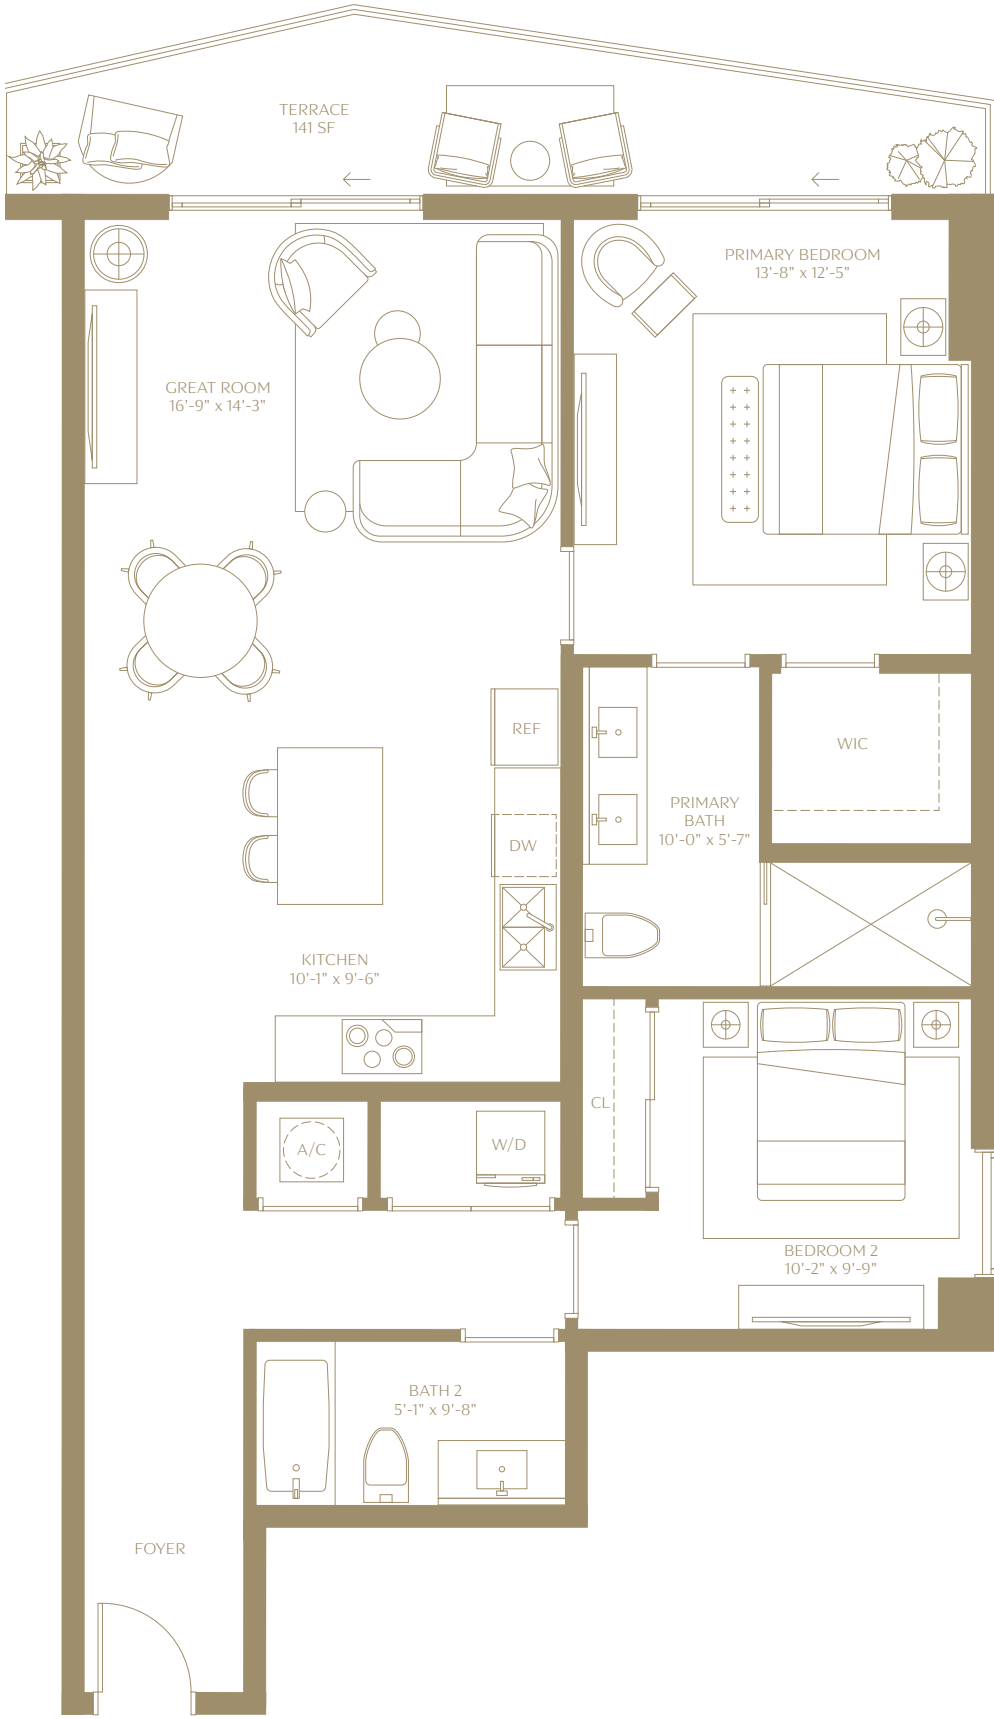 TERRACE
141 SF
PRIMARY BEDROOM
13'-8" x 12'-5"
GREAT ROOM
16'-9" x 14'-3"
REF
WIC
PRIMARY
BATH
10'-0" x 5'-7"
DW
KITCHEN
10'-1" x 9'-6"
CL
A/C
W/D
BEDROOM 2
10'-2" x 9'-9"
BATH 2
5'-1" x 9'-8"
FOYER